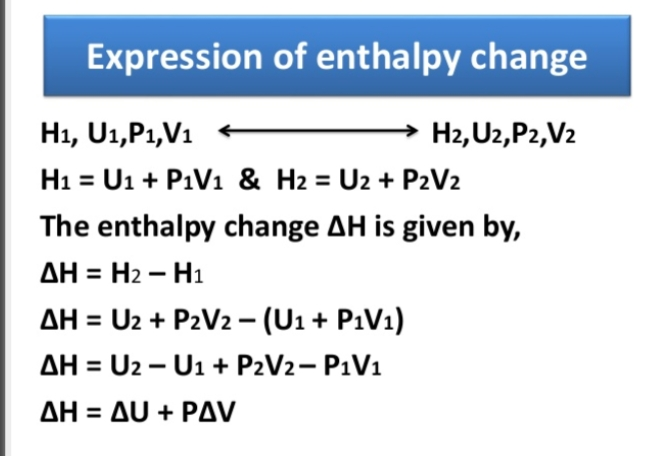 Expression of enthalpy change
H1, U1,P1,V1 ⟷ H2,U2,P2,V2
H1 = U1 + P1V1 & H2 = U2 + P2V2
The enthalpy change ΔH is given by,
ΔH = H2 – H1
ΔH = U2 + P2V2 – (U1 + P1V1)
ΔH = U2 – U1 + P2V2 – P1V1
ΔH = ΔU + PΔV